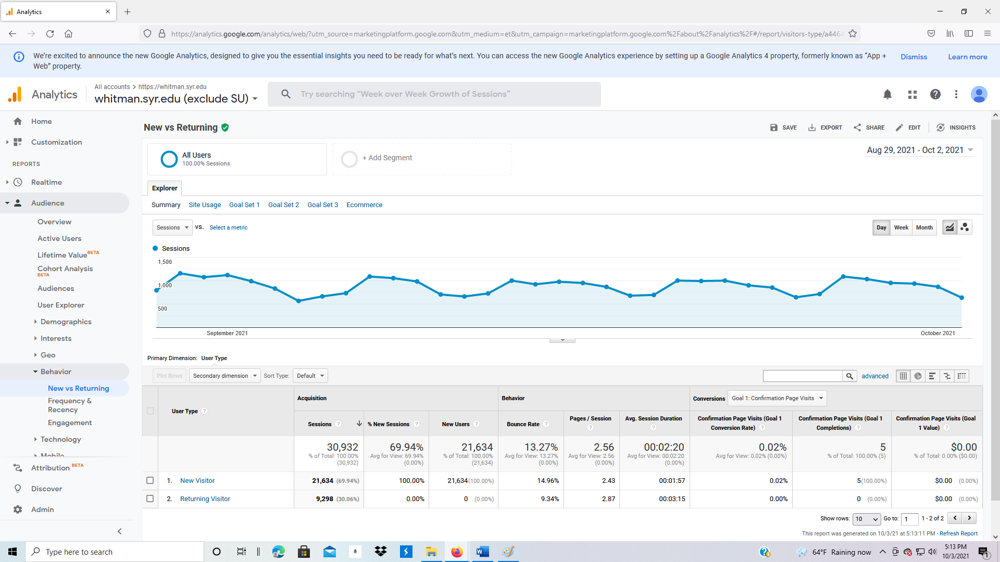 Analytics
https://analytics.google.com/analytics/web/?utm_source=marketingplatform.google.com&utm_medium=et&utm_campaign=marketingplatform.google.com%2Fabout%2Fanalytics%2F#/report/visitors-type/a4464
We're excited to announce the new Google Analytics, designed to give you the essential insights you need to be ready for what's next. You can access the new Google Analytics experience by setting up a Google Analytics 4 property, formerly known as “App +
Web” property.
Dismiss Learn more
Analytics
All accounts > https://whitman.syr.edu
whitman.syr.edu (exclude SU)
Try searching “Week over Week Growth of Sessions”
Home
Customization
REPORTS
Realtime
Audience
Overview
Active Users
Lifetime Value BETA
Cohort Analysis
BETA
Audiences
User Explorer
Demographics
Interests
Geo
Behavior
New vs Returning
Frequency &
Recency
Engagement
Technology
Mobile
Attribution BETA
Discover
Admin
New vs Returning
SAVE EXPORT SHARE EDIT INSIGHTS
All Users
100.00% Sessions
+ Add Segment
Aug 29, 2021 - Oct 2, 2021
Explorer
Summary Site Usage Goal Set 1 Goal Set 2 Goal Set 3 Ecommerce
Sessions vs. Select a metric
Day Week Month
Sessions
1,500
1,000
500
September 2021 October 2021
Primary Dimension: User Type
Plot Rows Secondary dimension Sort Type: Default
advanced
User Type ?
Acquisition Behavior Conversions Goal 1: Confirmation Page Visits
Sessions ? % New Sessions ? New Users ? Bounce Rate ? Pages / Session ? Avg. Session Duration ? Confirmation Page Visits (Goal 1 Conversion Rate) ? Confirmation Page Visits (Goal 1 Completions) ? Confirmation Page Visits (Goal 1 Value) ?
30,932 69.94% 21,634 13.27% 2.56 00:02:20 0.02% 5 $0.00
% of Total: 100.00% Avg for View: 69.94% % of Total: 100.00% Avg for View: 13.27% Avg for View: 2.56 Avg for View: 00:02:20 Avg for View: 0.02% (0.00%) % of Total: 100.00% (5) % of Total: 0.00% ($0.00)
(30,932) (0.00%) (21,634) (0.00%) (0.00%) (0.00%)
1. New Visitor 21,634 (69.94%) 100.00% 21,634(100.00%) 14.96% 2.43 00:01:57 0.02% 5(100.00%) $0.00 (0.00%)
2. Returning Visitor 9,298 (30.06%) 0.00% 0 (0.00%) 9.34% 2.87 00:03:15 0.00% 0 (0.00%) $0.00 (0.00%)
Show rows: 10 Go to: 1 1 - 2 of 2
This report was generated on 10/3/21 at 5:13:11 PM - Refresh Report
Type here to search
a
64°F Raining now
5:13 PM
10/3/2021
1